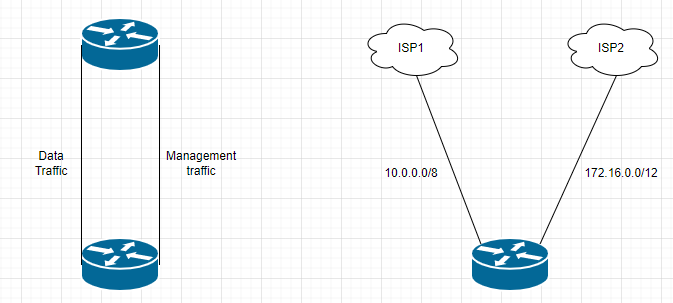 ISP1
ISP2
Data
Traffic
Management
traffic
10.0.0.0/8
172.16.0.0/12